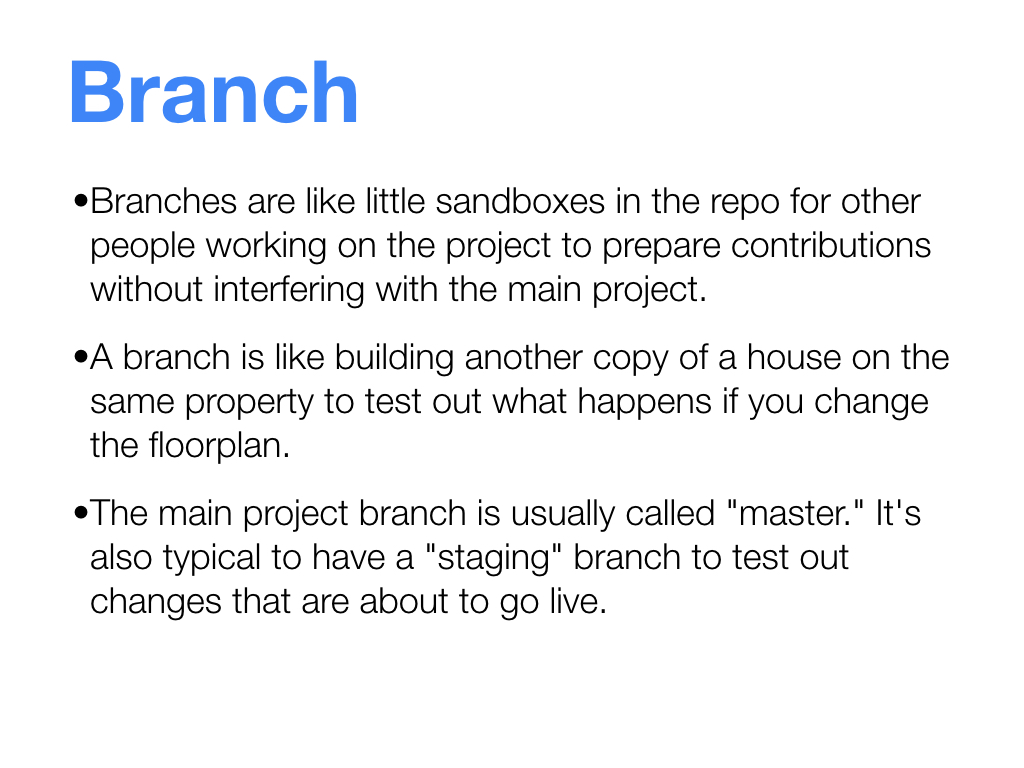 Branch
•Branches are like little sandboxes in the repo for other
people working on the project to prepare contributions
without interfering with the main project.
•A branch is like building another copy of a house on the
same property to test out what happens if you change
the floorplan.
•The main project branch is usually called "master." It's
also typical to have a "staging" branch to test out
changes that are about to go live.